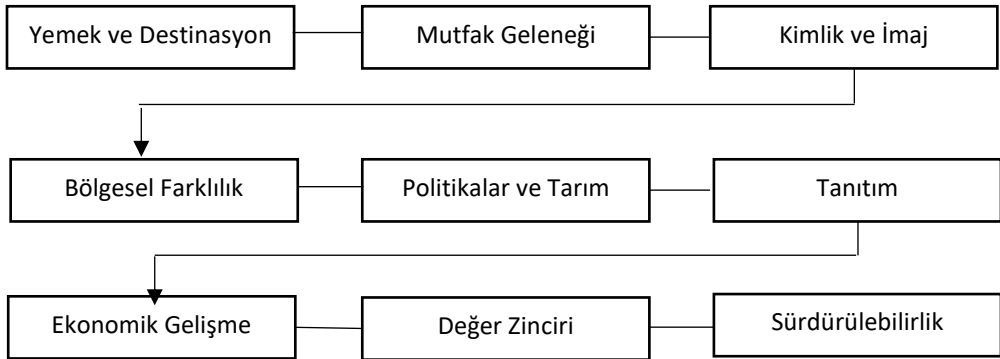 Yemek ve Destinasyon
Mutfak Geleneği
Kimlik ve İmaj
Bölgesel Farklılık
Politikalar ve Tarım
Tanıtım
Ekonomik Gelişme
Değer Zinciri
Sürdürülebilirlik